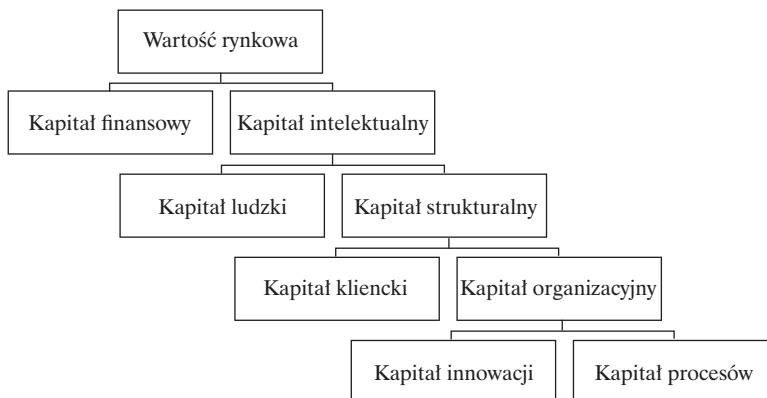 Wartość rynkowa
Kapitał finansowy
Kapitał intelektualny
Kapitał ludzki
Kapitał strukturalny
Kapitał kliencki
Kapitał organizacyjny
Kapitał innowacji
Kapitał procesów